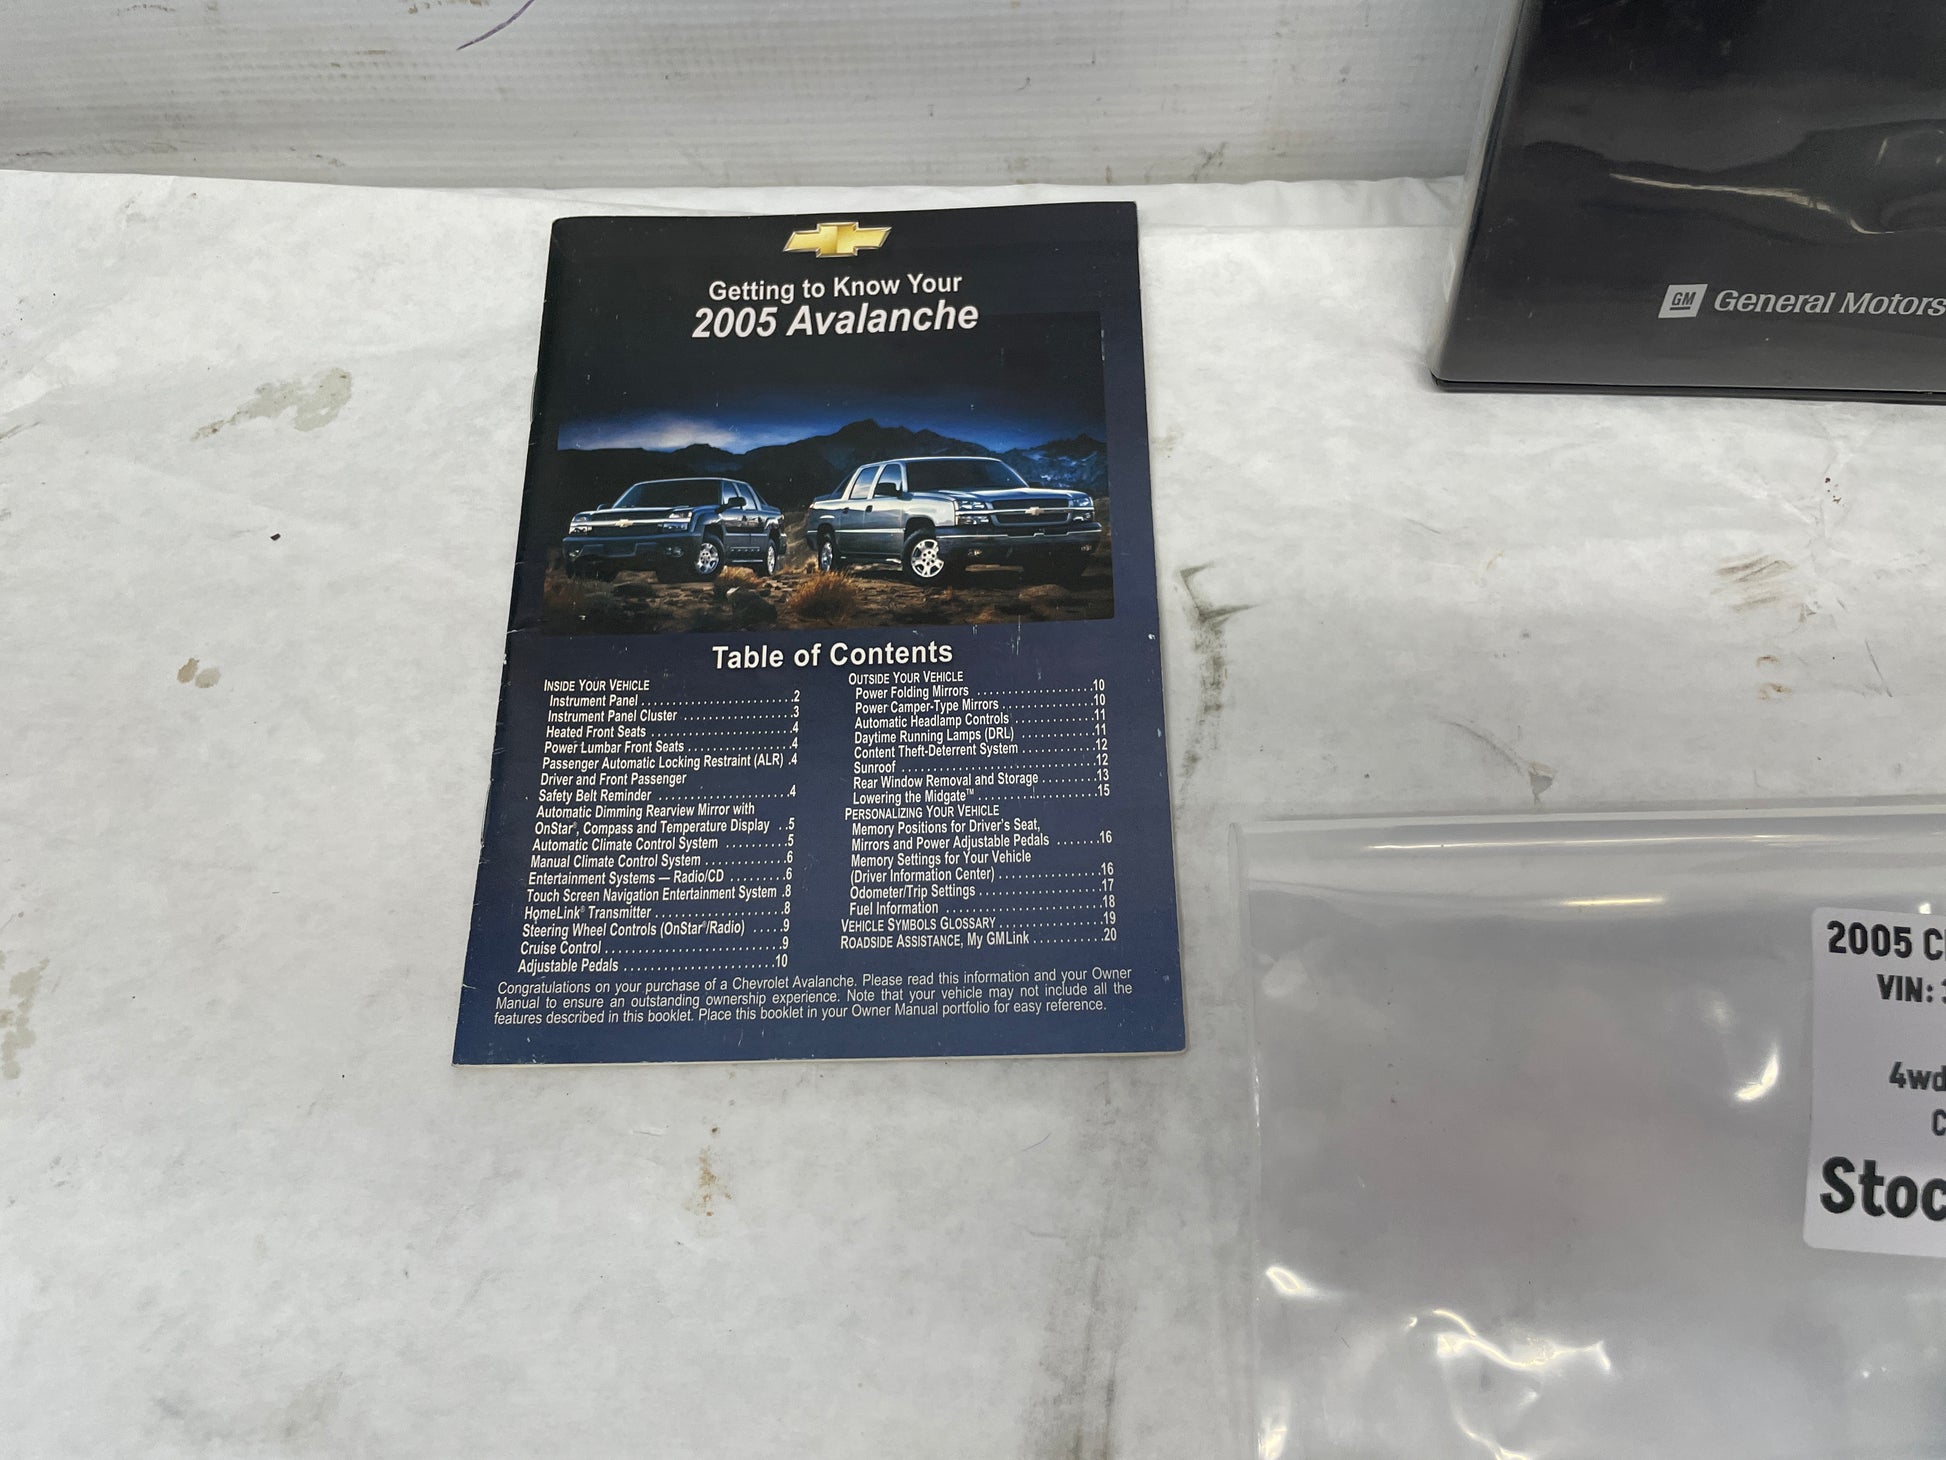 Getting to Know Your
2005 Avalanche
Table of Contents
INSIDE YOUR VEHICLE
Instrument Panel . . . . . . . . . . . . . . . . . . . . . . . .2
Instrument Panel Cluster . . . . . . . . . . . . . . . . .3
Heated Front Seats . . . . . . . . . . . . . . . . . . . . . .4
Power Lumbar Front Seats . . . . . . . . . . . . . . . .4
Passenger Automatic Locking Restraint (ALR) .4
Driver and Front Passenger
Safety Belt Reminder . . . . . . . . . . . . . . . . . . . . .4
Automatic Dimming Rearview Mirror with
OnStar®, Compass and Temperature Display . .5
Automatic Climate Control System . . . . . . . . . .5
Manual Climate Control System . . . . . . . . . . . . .6
Entertainment Systems — Radio/CD . . . . . . . . .6
Touch Screen Navigation Entertainment System .8
HomeLink® Transmitter . . . . . . . . . . . . . . . . . . . .8
Steering Wheel Controls (OnStar®/Radio) . . . . .9
Cruise Control . . . . . . . . . . . . . . . . . . . . . . . . . . .9
Adjustable Pedals . . . . . . . . . . . . . . . . . . . . . . .10
OUTSIDE YOUR VEHICLE
Power Folding Mirrors . . . . . . . . . . . . . . . . . . .10
Power Camper-Type Mirrors . . . . . . . . . . . . . . .10
Automatic Headlamp Controls . . . . . . . . . . . . .11
Daytime Running Lamps (DRL) . . . . . . . . . . . .11
Content Theft-Deterrent System . . . . . . . . . . . .12
Sunroof . . . . . . . . . . . . . . . . . . . . . . . . . . . . . . .12
Rear Window Removal and Storage . . . . . . . . .13
Lowering the Midgate™ . . . . . . . . . . . . . . . . . . .15
PERSONALIZING YOUR VEHICLE
Memory Positions for Driver's Seat,
Mirrors and Power Adjustable Pedals . . . . . . .16
Memory Settings for Your Vehicle
(Driver Information Center) . . . . . . . . . . . . . . . .16
Odometer/Trip Settings . . . . . . . . . . . . . . . . . . . .17
Fuel Information . . . . . . . . . . . . . . . . . . . . . . . . .18
VEHICLE SYMBOLS GLOSSARY . . . . . . . . . . . . . . . . .19
ROADSIDE ASSISTANCE, My GMLink . . . . . . . . . . .20
Congratulations on your purchase of a Chevrolet Avalanche. Please read this information and your Owner
Manual to ensure an outstanding ownership experience. Note that your vehicle may not include all the
features described in this booklet. Place this booklet in your Owner Manual portfolio for easy reference.
GM General Motors
2005 C
VIN:
4wd
C
Stoc